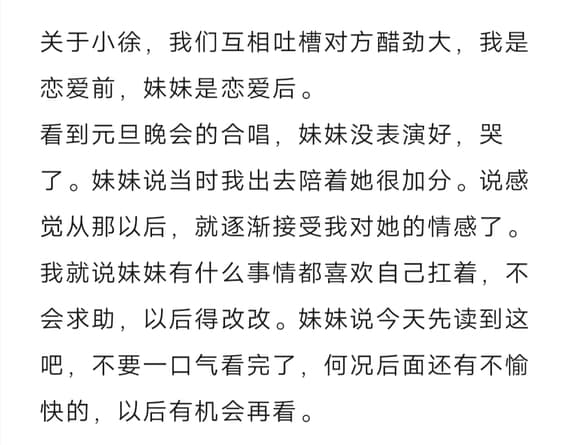 关于小徐，我们互相吐槽对方醋劲大，我是
恋爱前，妹妹是恋爱后。
看到元旦晚会的合唱，妹妹没表演好，哭
了。妹妹说当时我出去陪着她很加分。说感
觉从那以后，就逐渐接受我对她的情感了。
我就说妹妹有什么事情都喜欢自己扛着，不
会求助，以后得改改。妹妹说今天先读到这
吧，不要一口气看完了，何况后面还有不愉
快的，以后有机会再看。